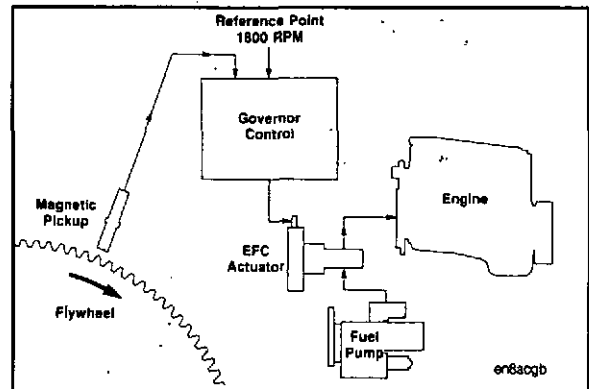 Reference Point
1800 RPM
Governor
Control
Magnetic
Pickup
Engine
EFC
Actuator
Flywheel
Fuel
Pump
en8acgb